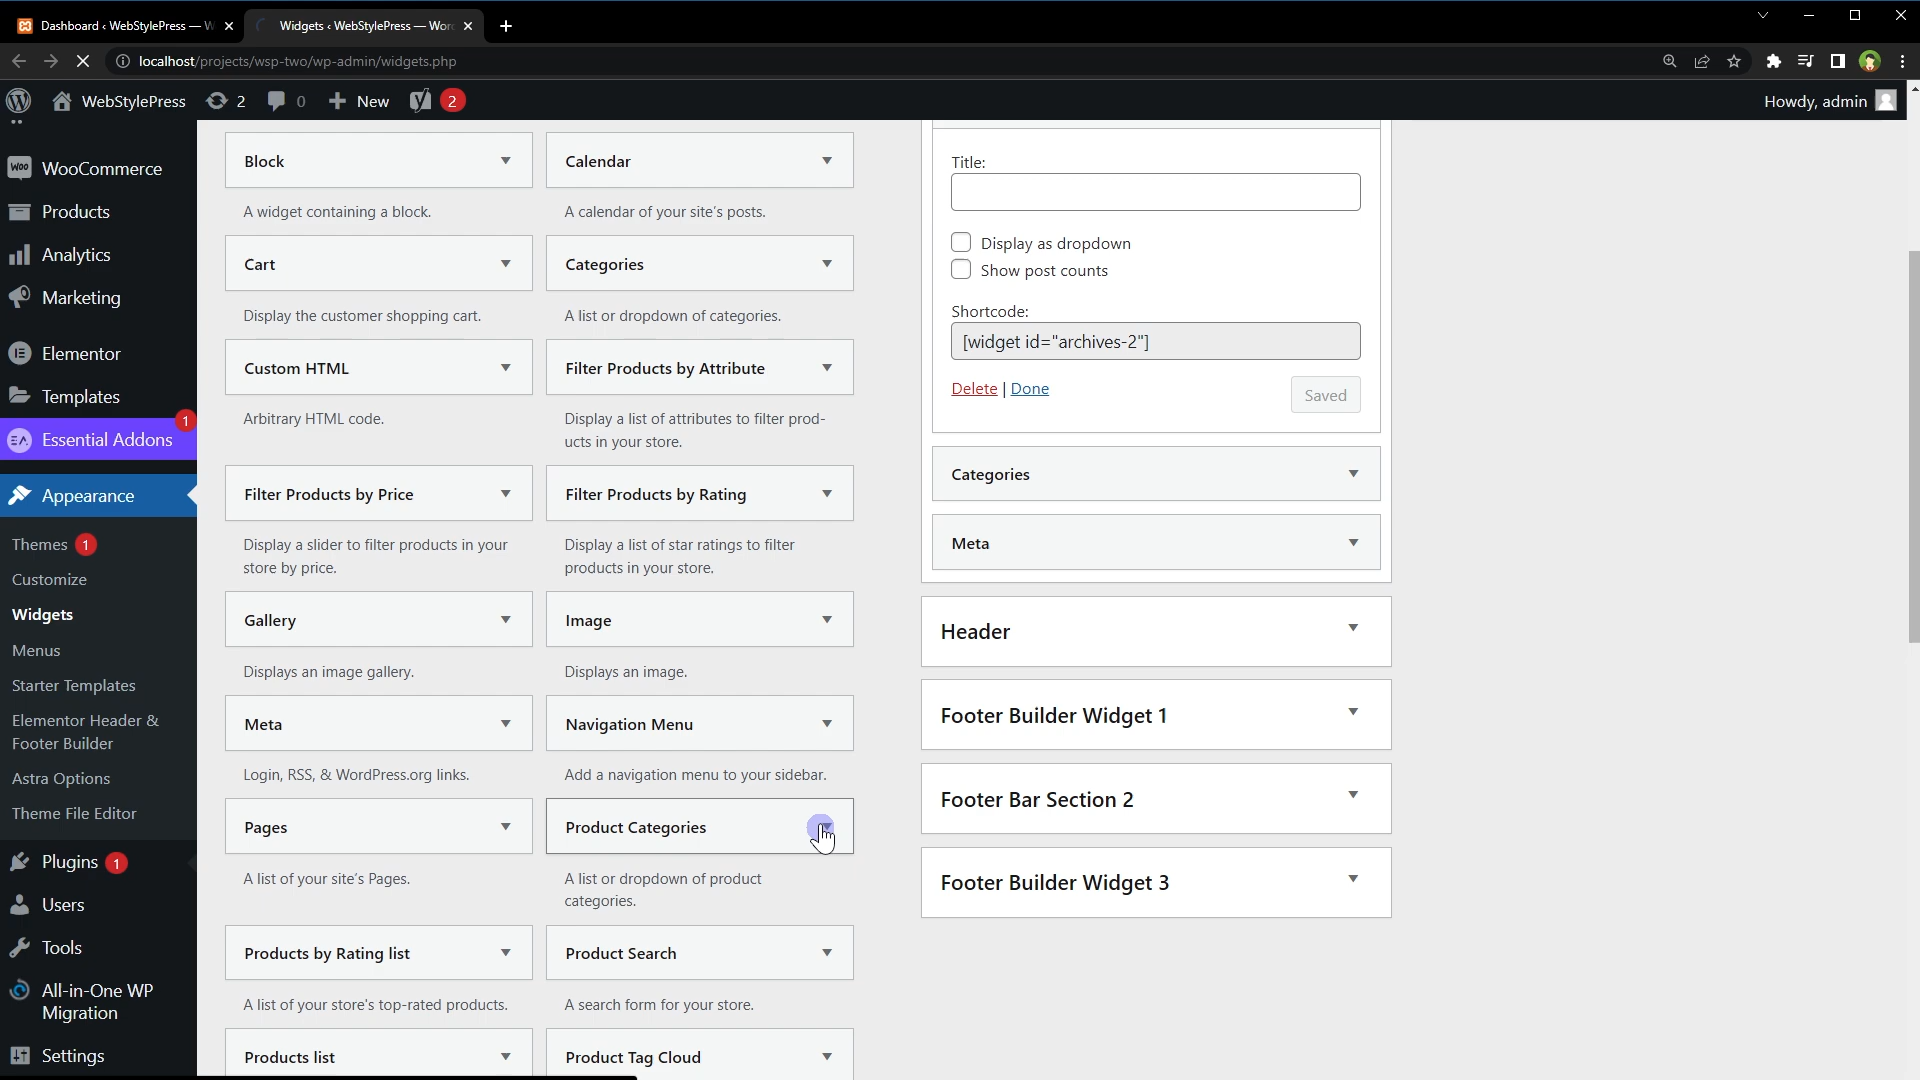 Dashboard ‹ WebStylePress — W
Widgets ‹ WebStylePress — Wor
localhost/projects/wsp-two/wp-admin/widgets.php
WebStylePress
2
0
New
2
Howdy, admin
WooCommerce
Products
Analytics
Marketing
Elementor
Templates
1
Essential Addons
Appearance
Themes 1
Customize
Widgets
Menus
Starter Templates
Elementor Header &
Footer Builder
Astra Options
Theme File Editor
Plugins 1
Users
Tools
All-in-One WP
Migration
Settings
Block
A widget containing a block.
Calendar
A calendar of your site's posts.
Cart
Display the customer shopping cart.
Categories
A list or dropdown of categories.
Custom HTML
Arbitrary HTML code.
Filter Products by Attribute
Display a list of attributes to filter prod-
ucts in your store.
Filter Products by Price
Display a slider to filter products in your
store by price.
Filter Products by Rating
Display a list of star ratings to filter
products in your store.
Gallery
Displays an image gallery.
Image
Displays an image.
Meta
Login, RSS, & WordPress.org links.
Navigation Menu
Add a navigation menu to your sidebar.
Pages
A list of your site's Pages.
Product Categories
A list or dropdown of product
categories.
Products by Rating list
A list of your store's top-rated products.
Product Search
A search form for your store.
Products list
Product Tag Cloud
Title:
Display as dropdown
Show post counts
Shortcode:
[widget id="archives-2"]
Delete | Done
Saved
Categories
Meta
Header
Footer Builder Widget 1
Footer Bar Section 2
Footer Builder Widget 3